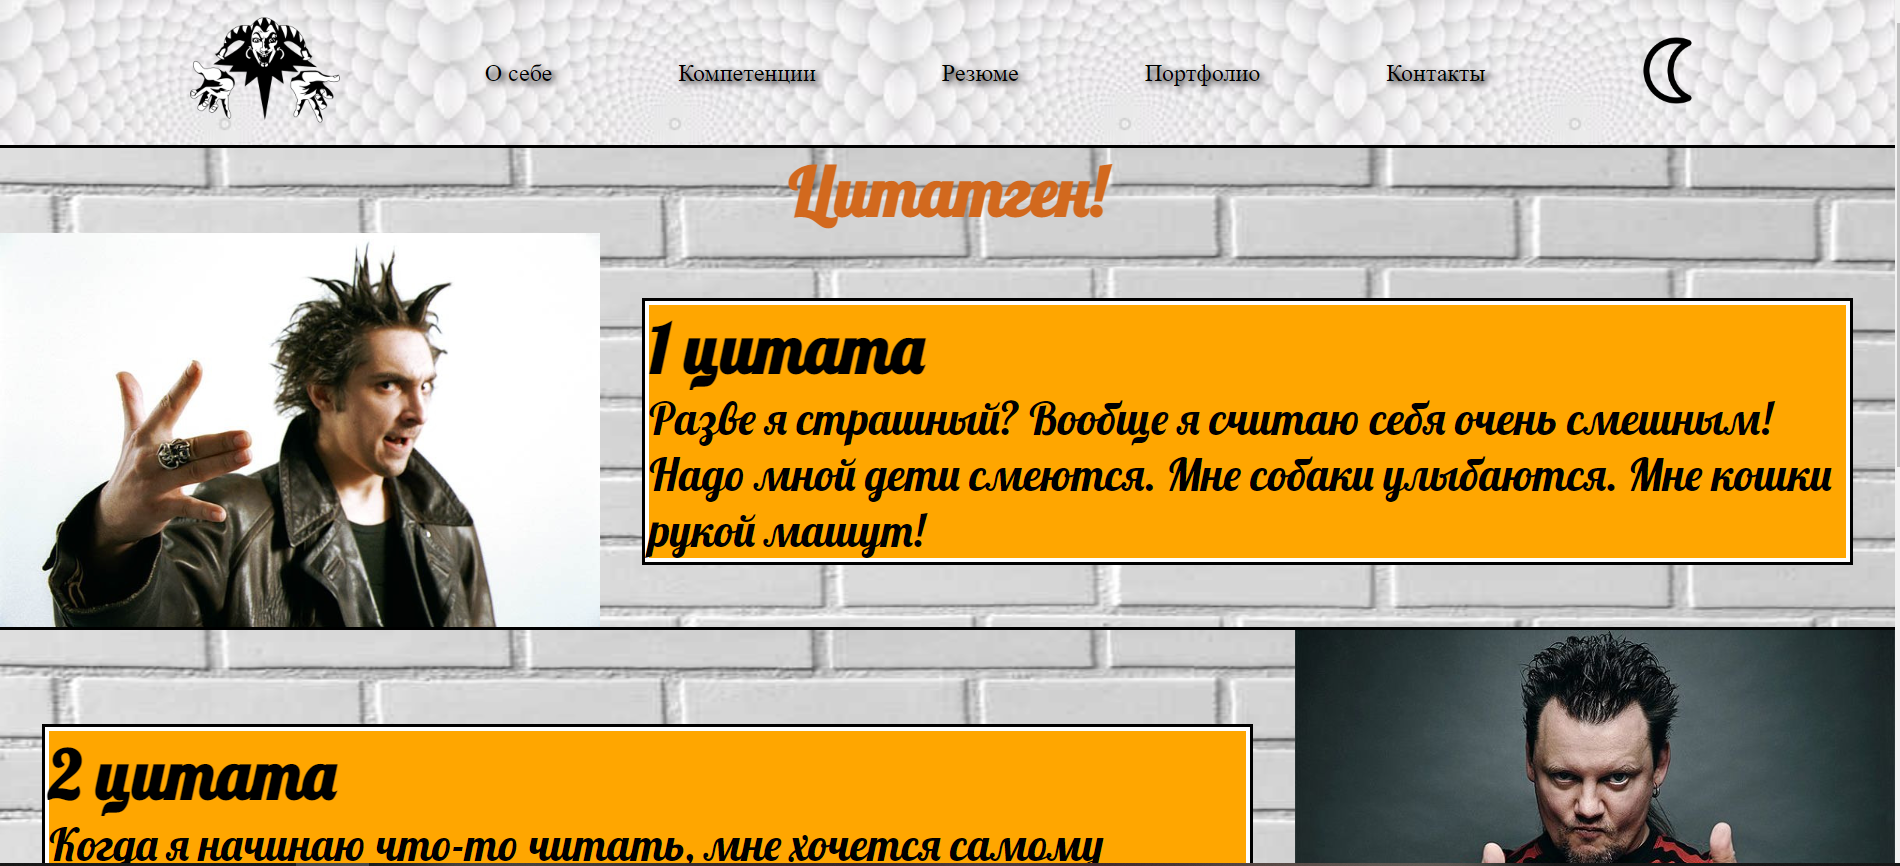 О себе
Компетенции
Резюме
Портфолио
Контакты
Цитатген!
1 цитата
Разве я страшный? Вообще я считаю себя очень смешным!
Надо мной дети смеются. Мне собаки улыбаются. Мне кошки
рукой машут!
2 цитата
Когда я начинаю что-то читать, мне хочется самому